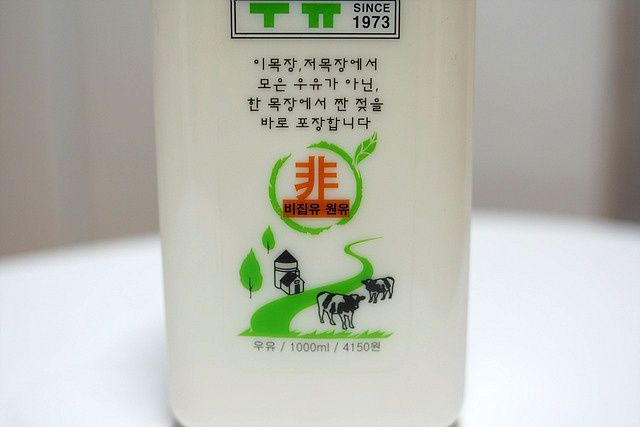 우유
SINCE
1973
이목장,저목장에서
모은 우유가 아닌,
한 목장에서 짠 젖을
바로 포장합니다
非
비집유 원유
우유 / 1000ml / 4150원